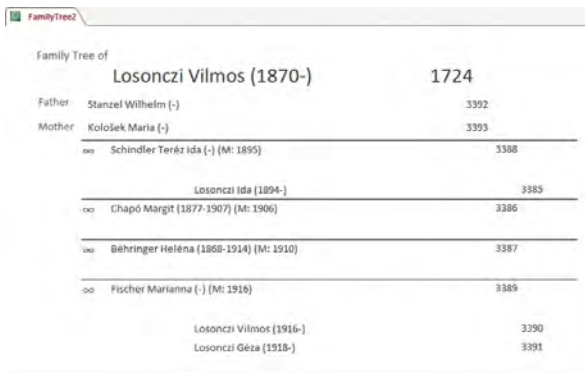 FamilyTree2
Family Tree of
Losonczi Vilmos (1870-) 1724
Father Stanzel Wilhelm (-) 3392
Mother Kološek Maria (-) 3393
∞ Schindler Teréz Ida (-) (M: 1895) 3388
Losonczi Ida (1894-) 3385
∞ Chapó Margit (1877-1907) (M: 1906) 3386
∞ Behringer Heléna (1868-1914) (M: 1910) 3387
∞ Fischer Marianna (-) (M: 1916) 3389
Losonczi Vilmos (1916-) 3390
Losonczi Géza (1918-) 3391